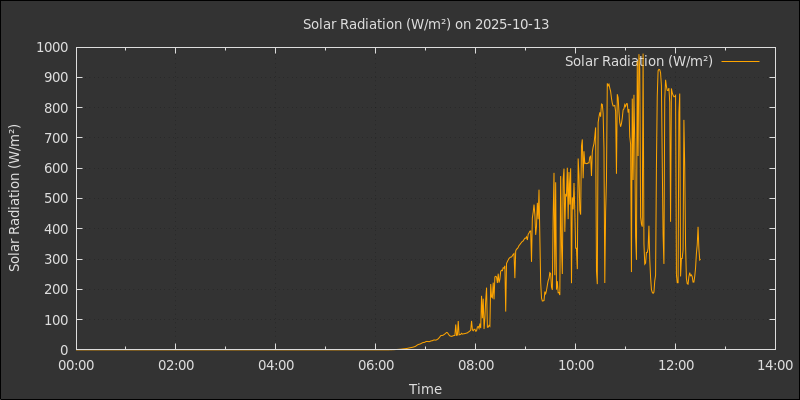 Solar Radiation (W/m²) on 2025-10-13
Solar Radiation (W/m²)
1000
900
800
700
600
500
400
300
200
100
0
Solar Radiation (W/m²)
00:00 02:00 04:00 06:00 08:00 10:00 12:00 14:00
Time